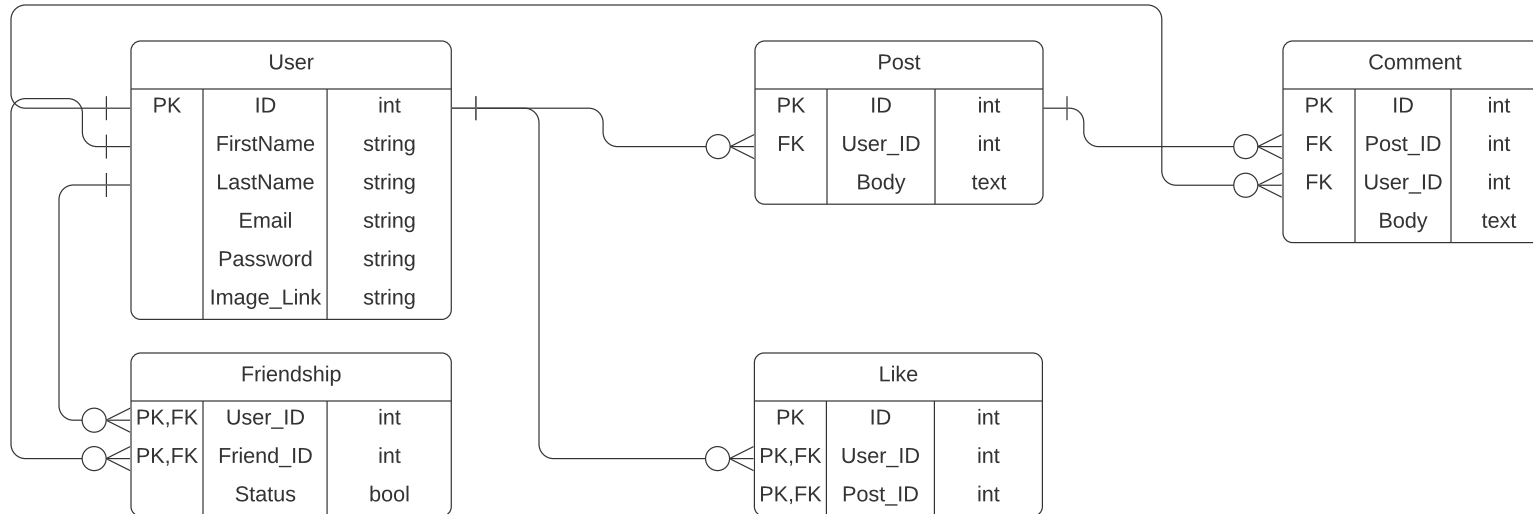 User
PK ID int
FirstName string
LastName string
Email string
Password string
Image_Link string
Post
PK ID int
FK User_ID int
Body text
Comment
PK ID int
FK Post_ID int
FK User_ID int
Body text
Friendship
PK,FK User_ID int
PK,FK Friend_ID int
Status bool
Like
PK ID int
PK,FK User_ID int
PK,FK Post_ID int